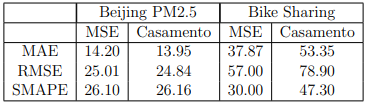 Beijing PM2.5 Bike Sharing
MSE Casamento MSE Casamento
MAE 14.20 13.95 37.87 53.35
RMSE 25.01 24.84 57.00 78.90
SMAPE 26.10 26.16 30.00 47.30